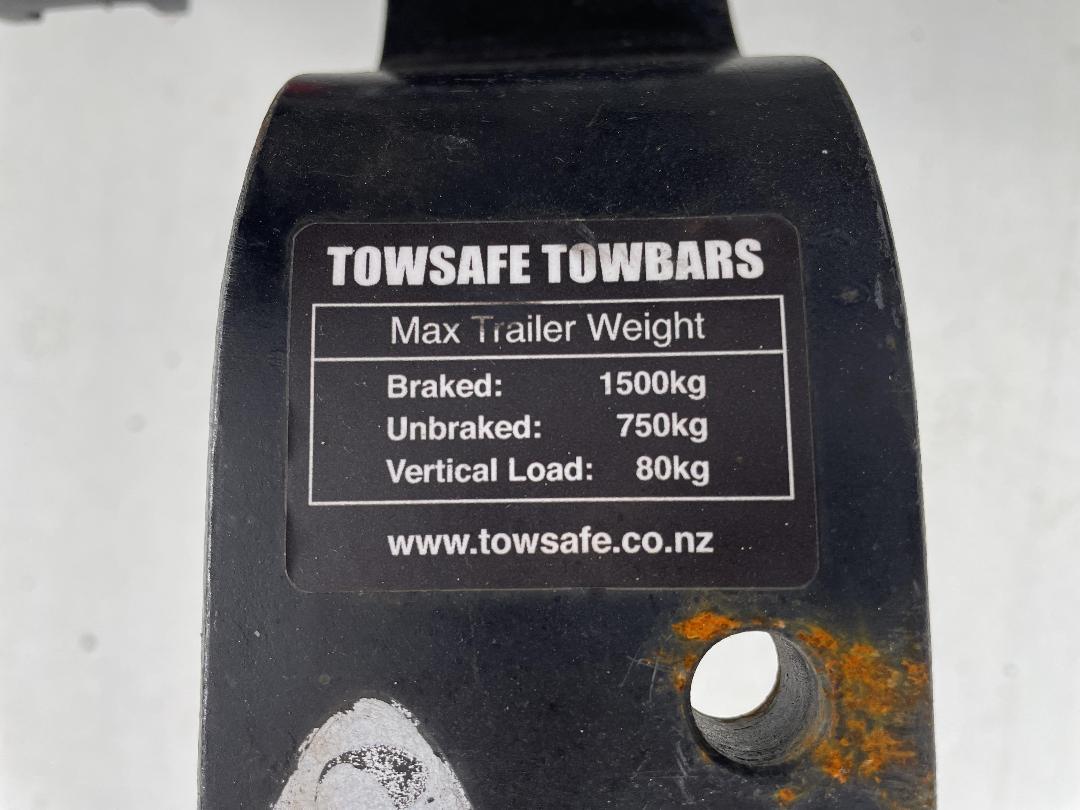 TOWSAFE TOWBARS
Max Trailer Weight
Braked: 1500kg
Unbraked: 750kg
Vertical Load: 80kg
www.towsafe.co.nz